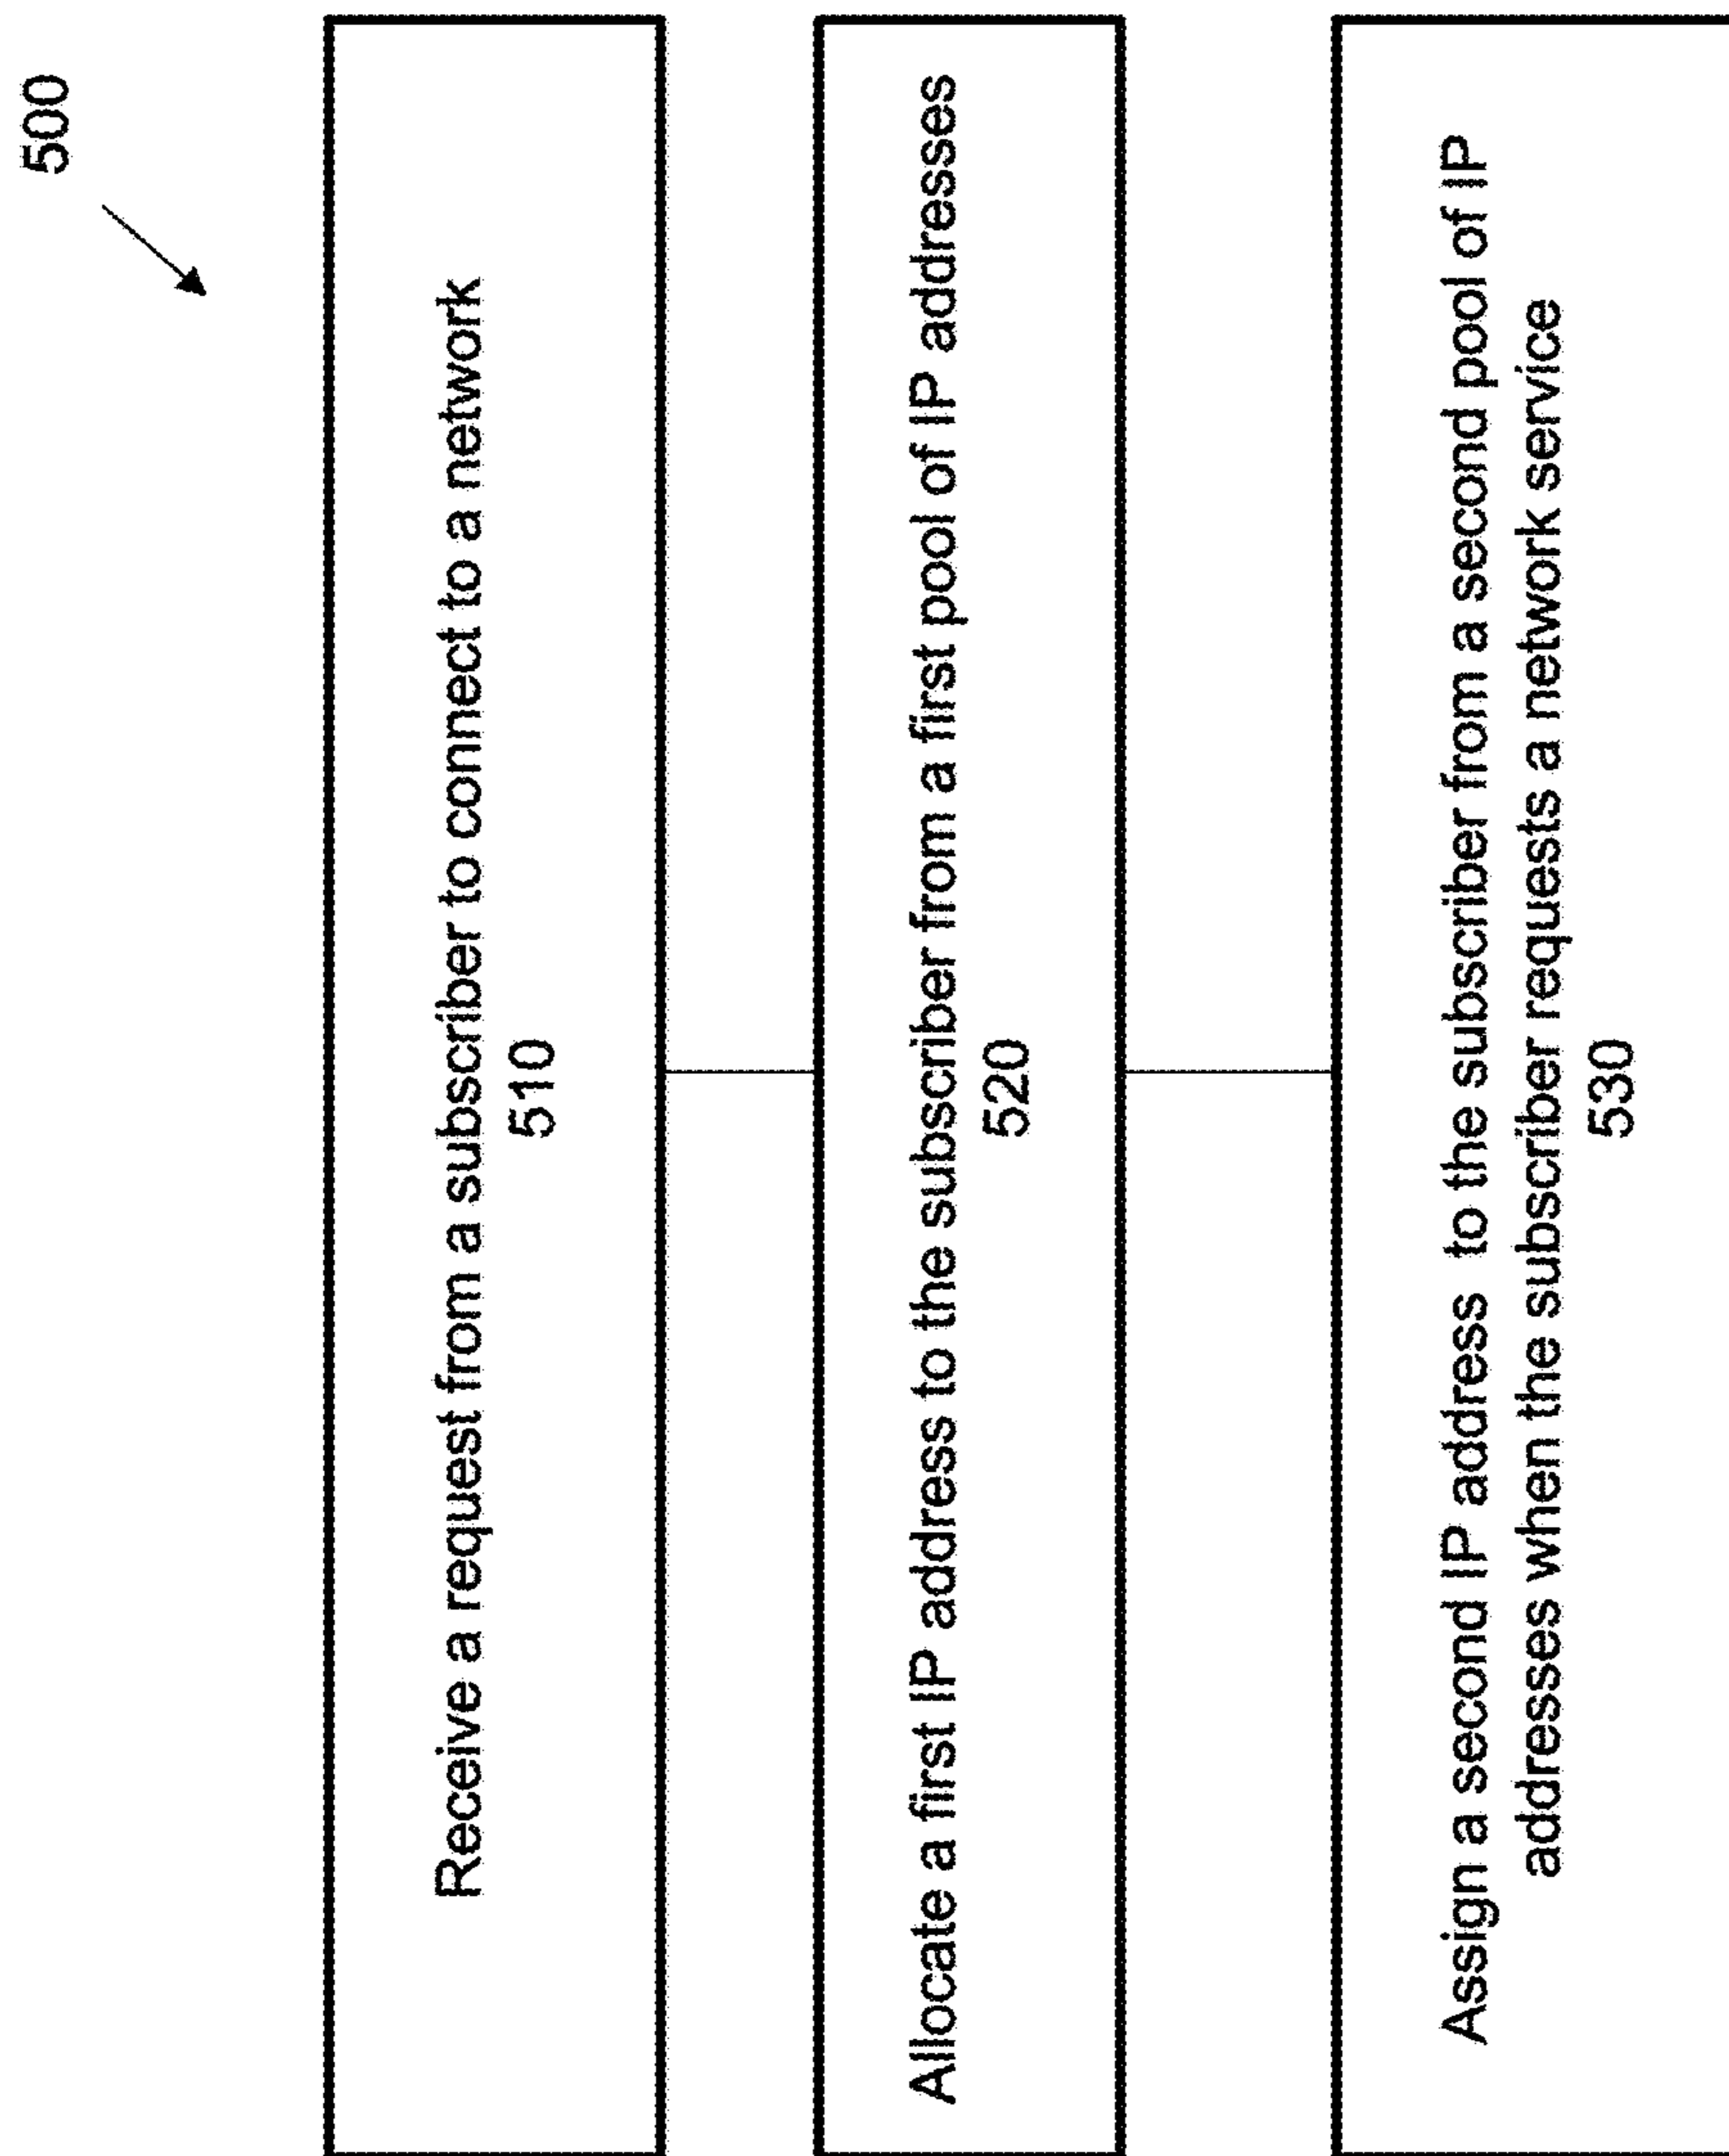 500
Receive a request from a subscriber to connect to a network
510
Allocate a first IP address to the subscriber from a first pool of IP addresses
520
Assign a second IP address to the subscriber from a second pool of IP
addresses when the subscriber requests a network service
530